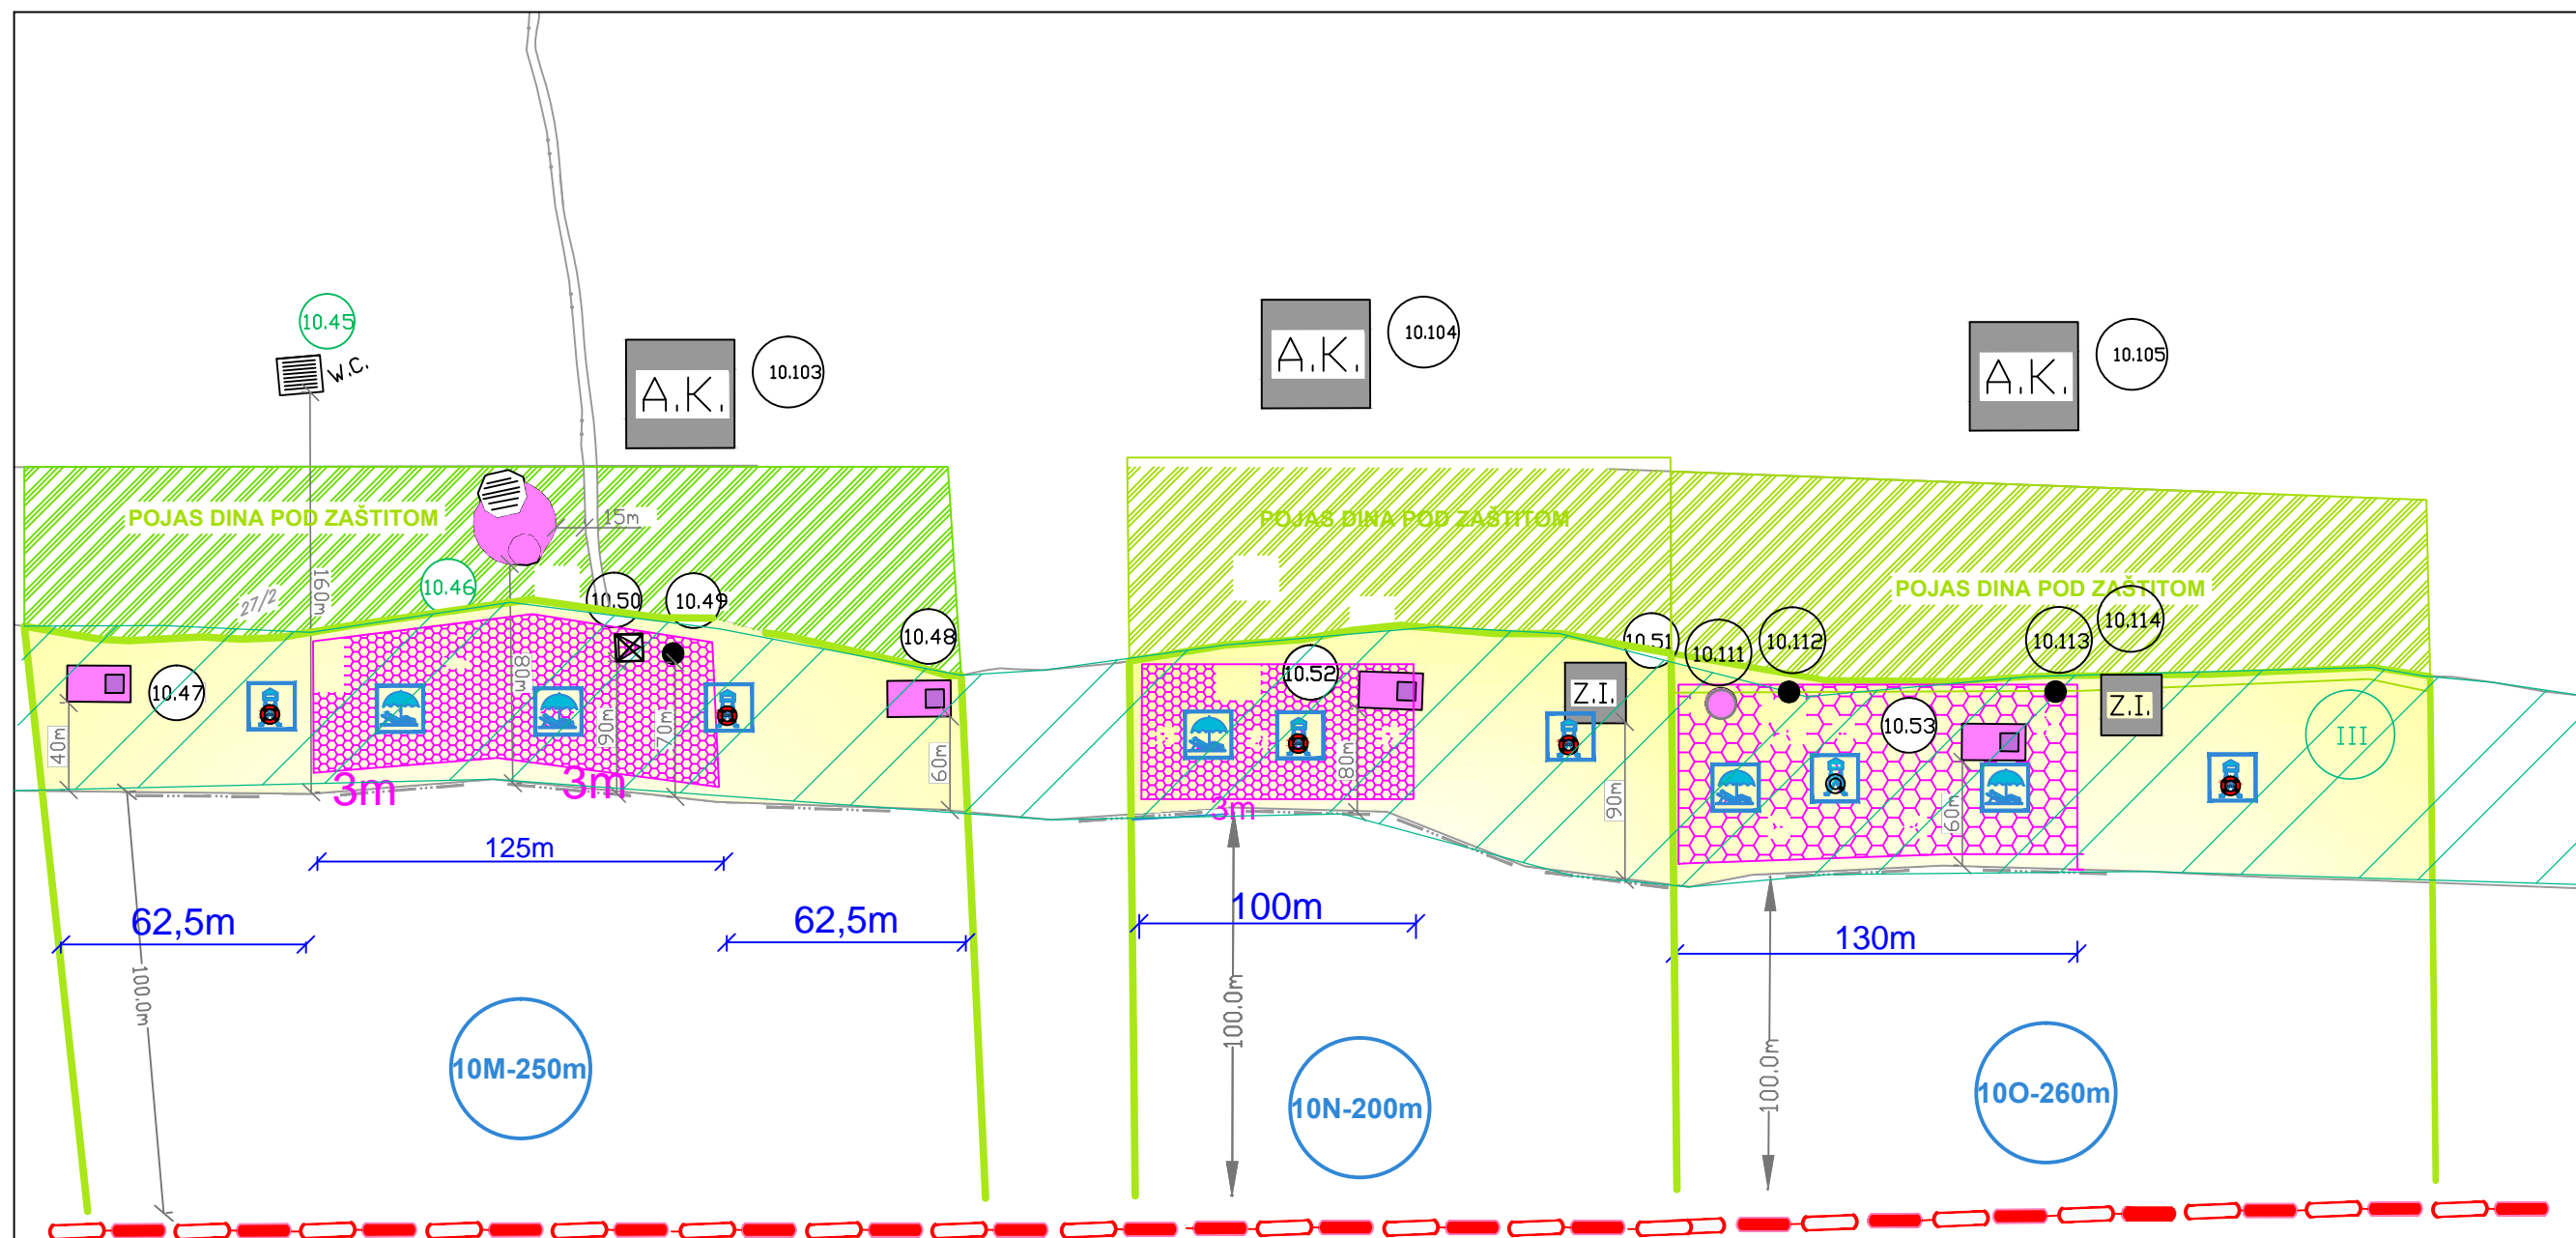 10.45
W.C.
A.K.
10.103
A.K.
10.104
A.K.
10.105
POJAS DINA POD ZAŠTITOM
POJAS DINA POD ZAŠTITOM
POJAS DINA POD ZAŠTITOM
15m
160m
27/2
10.46
10.50
10.49
10.48
10.47
40m
80m
90m
70m
60m
3m
3m
10.52
80m
3m
Z.I.
10.51
90m
10.111
10.112
10.53
60m
10.113
10.114
Z.I.
III
125m
62,5m
62,5m
100m
130m
100.0m
100.0m
100.0m
10M-250m
10N-200m
10O-260m